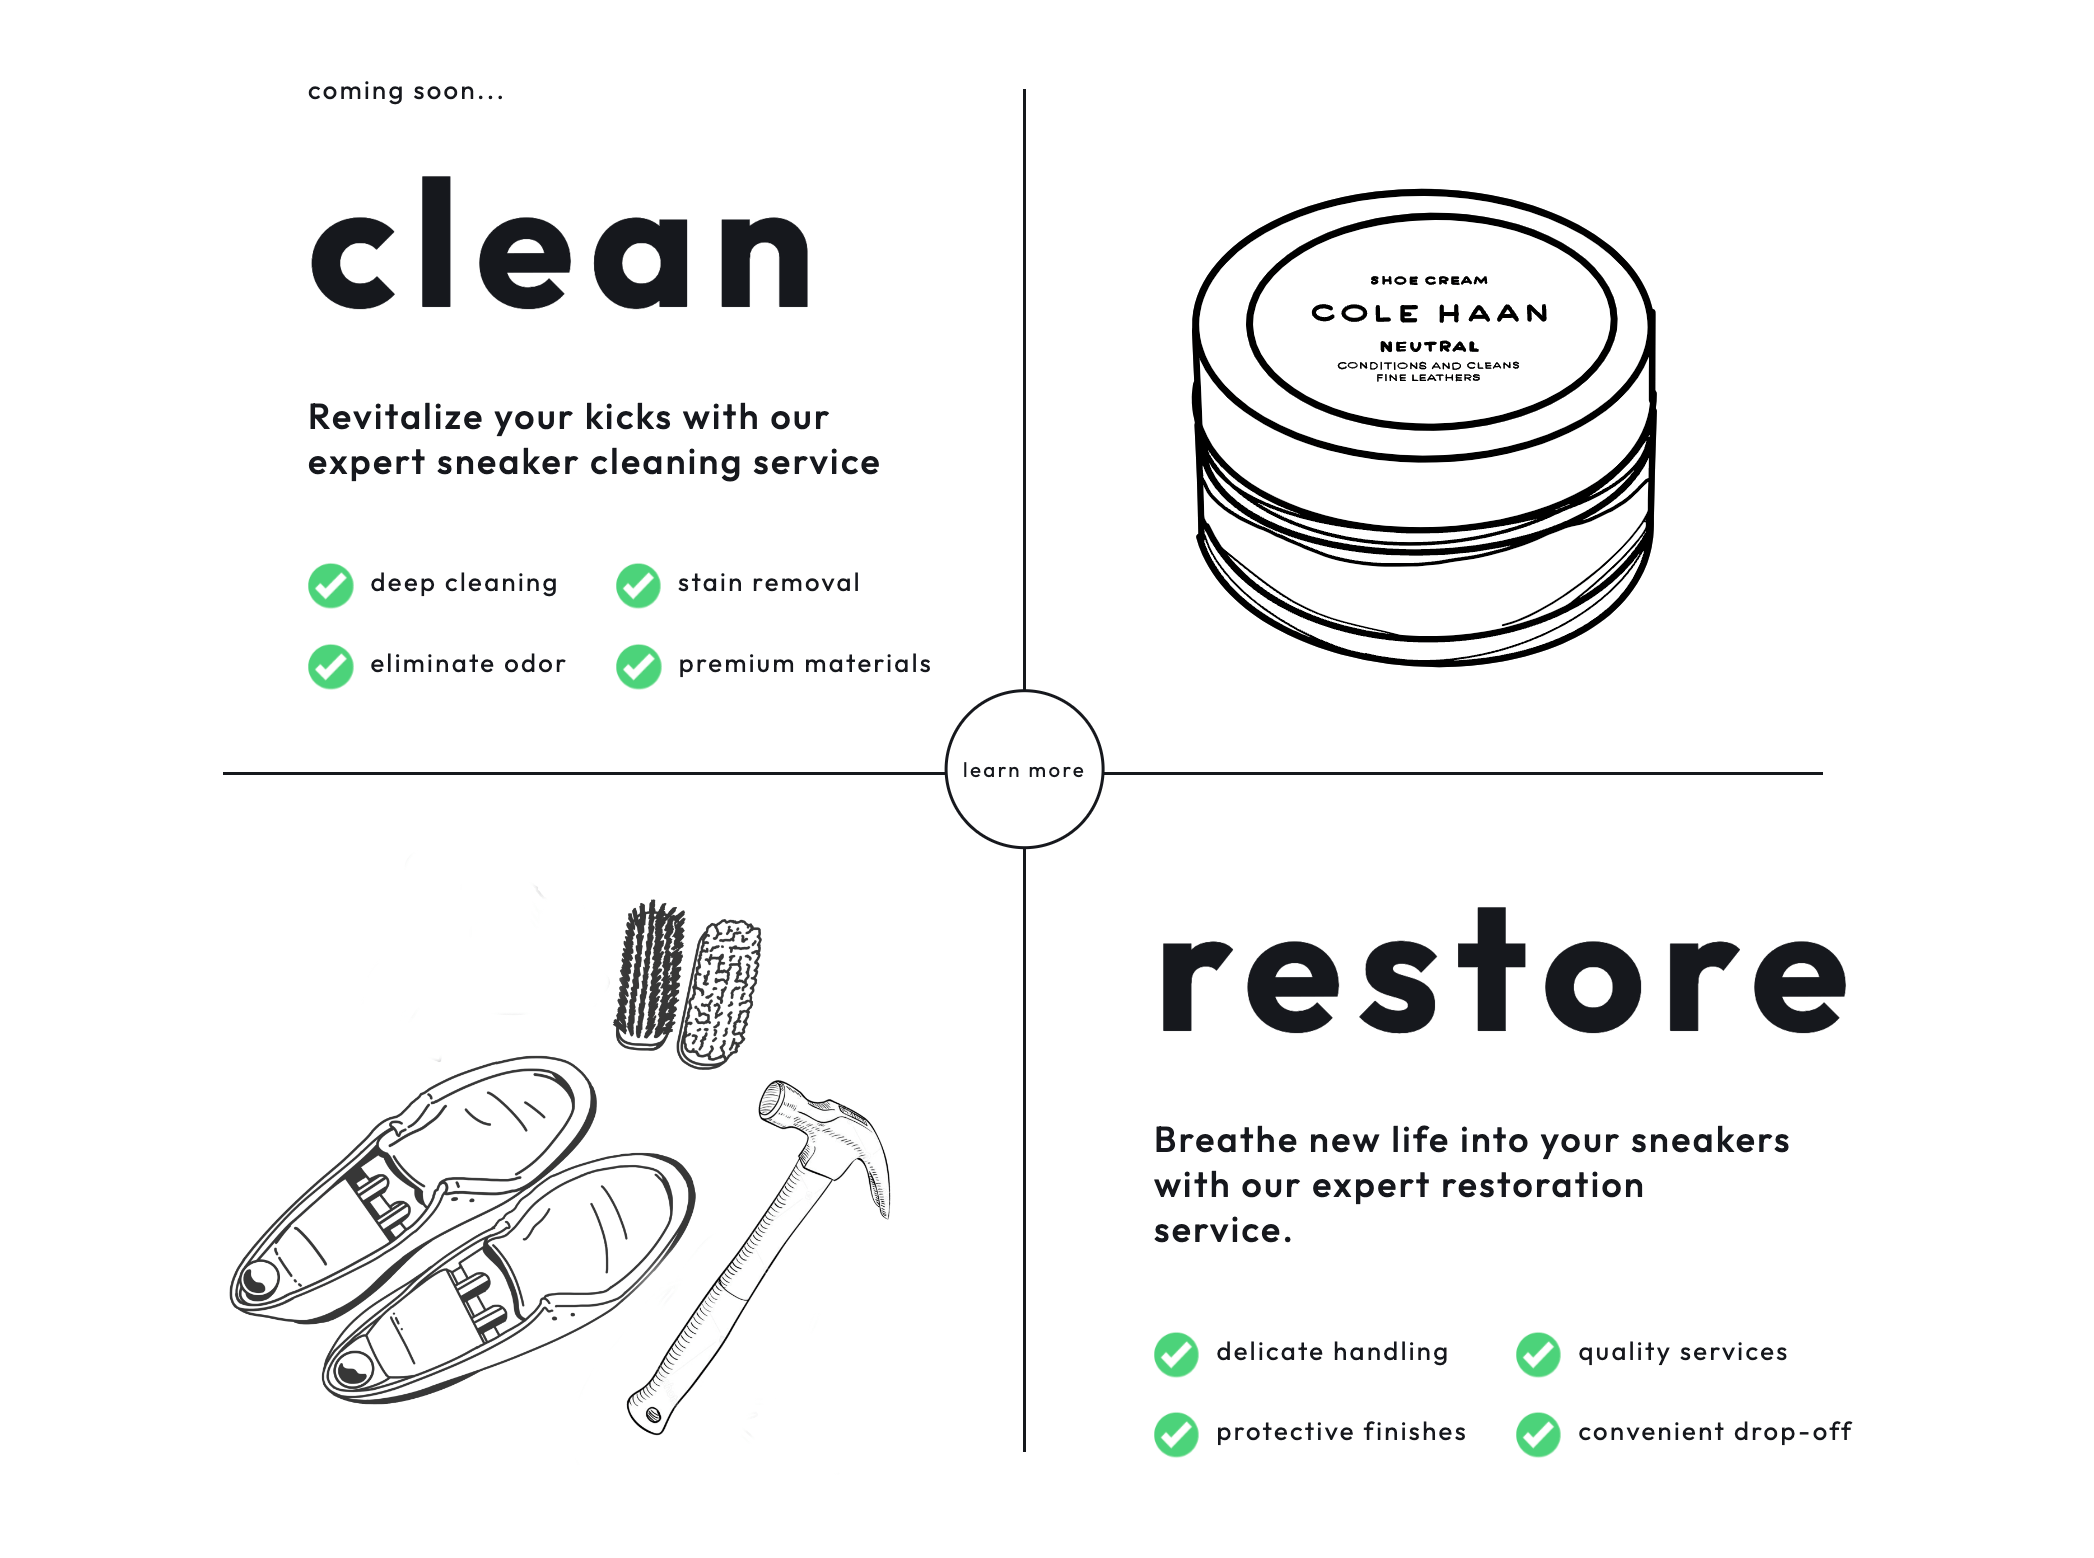 coming soon...
clean
Revitalize your kicks with our
expert sneaker cleaning service
deep cleaning
stain removal
eliminate odor
premium materials
SHOE CREAM
COLE HAAN
NEUTRAL
CONDITIONS AND CLEANS
FINE LEATHERS
learn more
restore
Breathe new life into your sneakers
with our expert restoration
service.
delicate handling
quality services
protective finishes
convenient drop-off